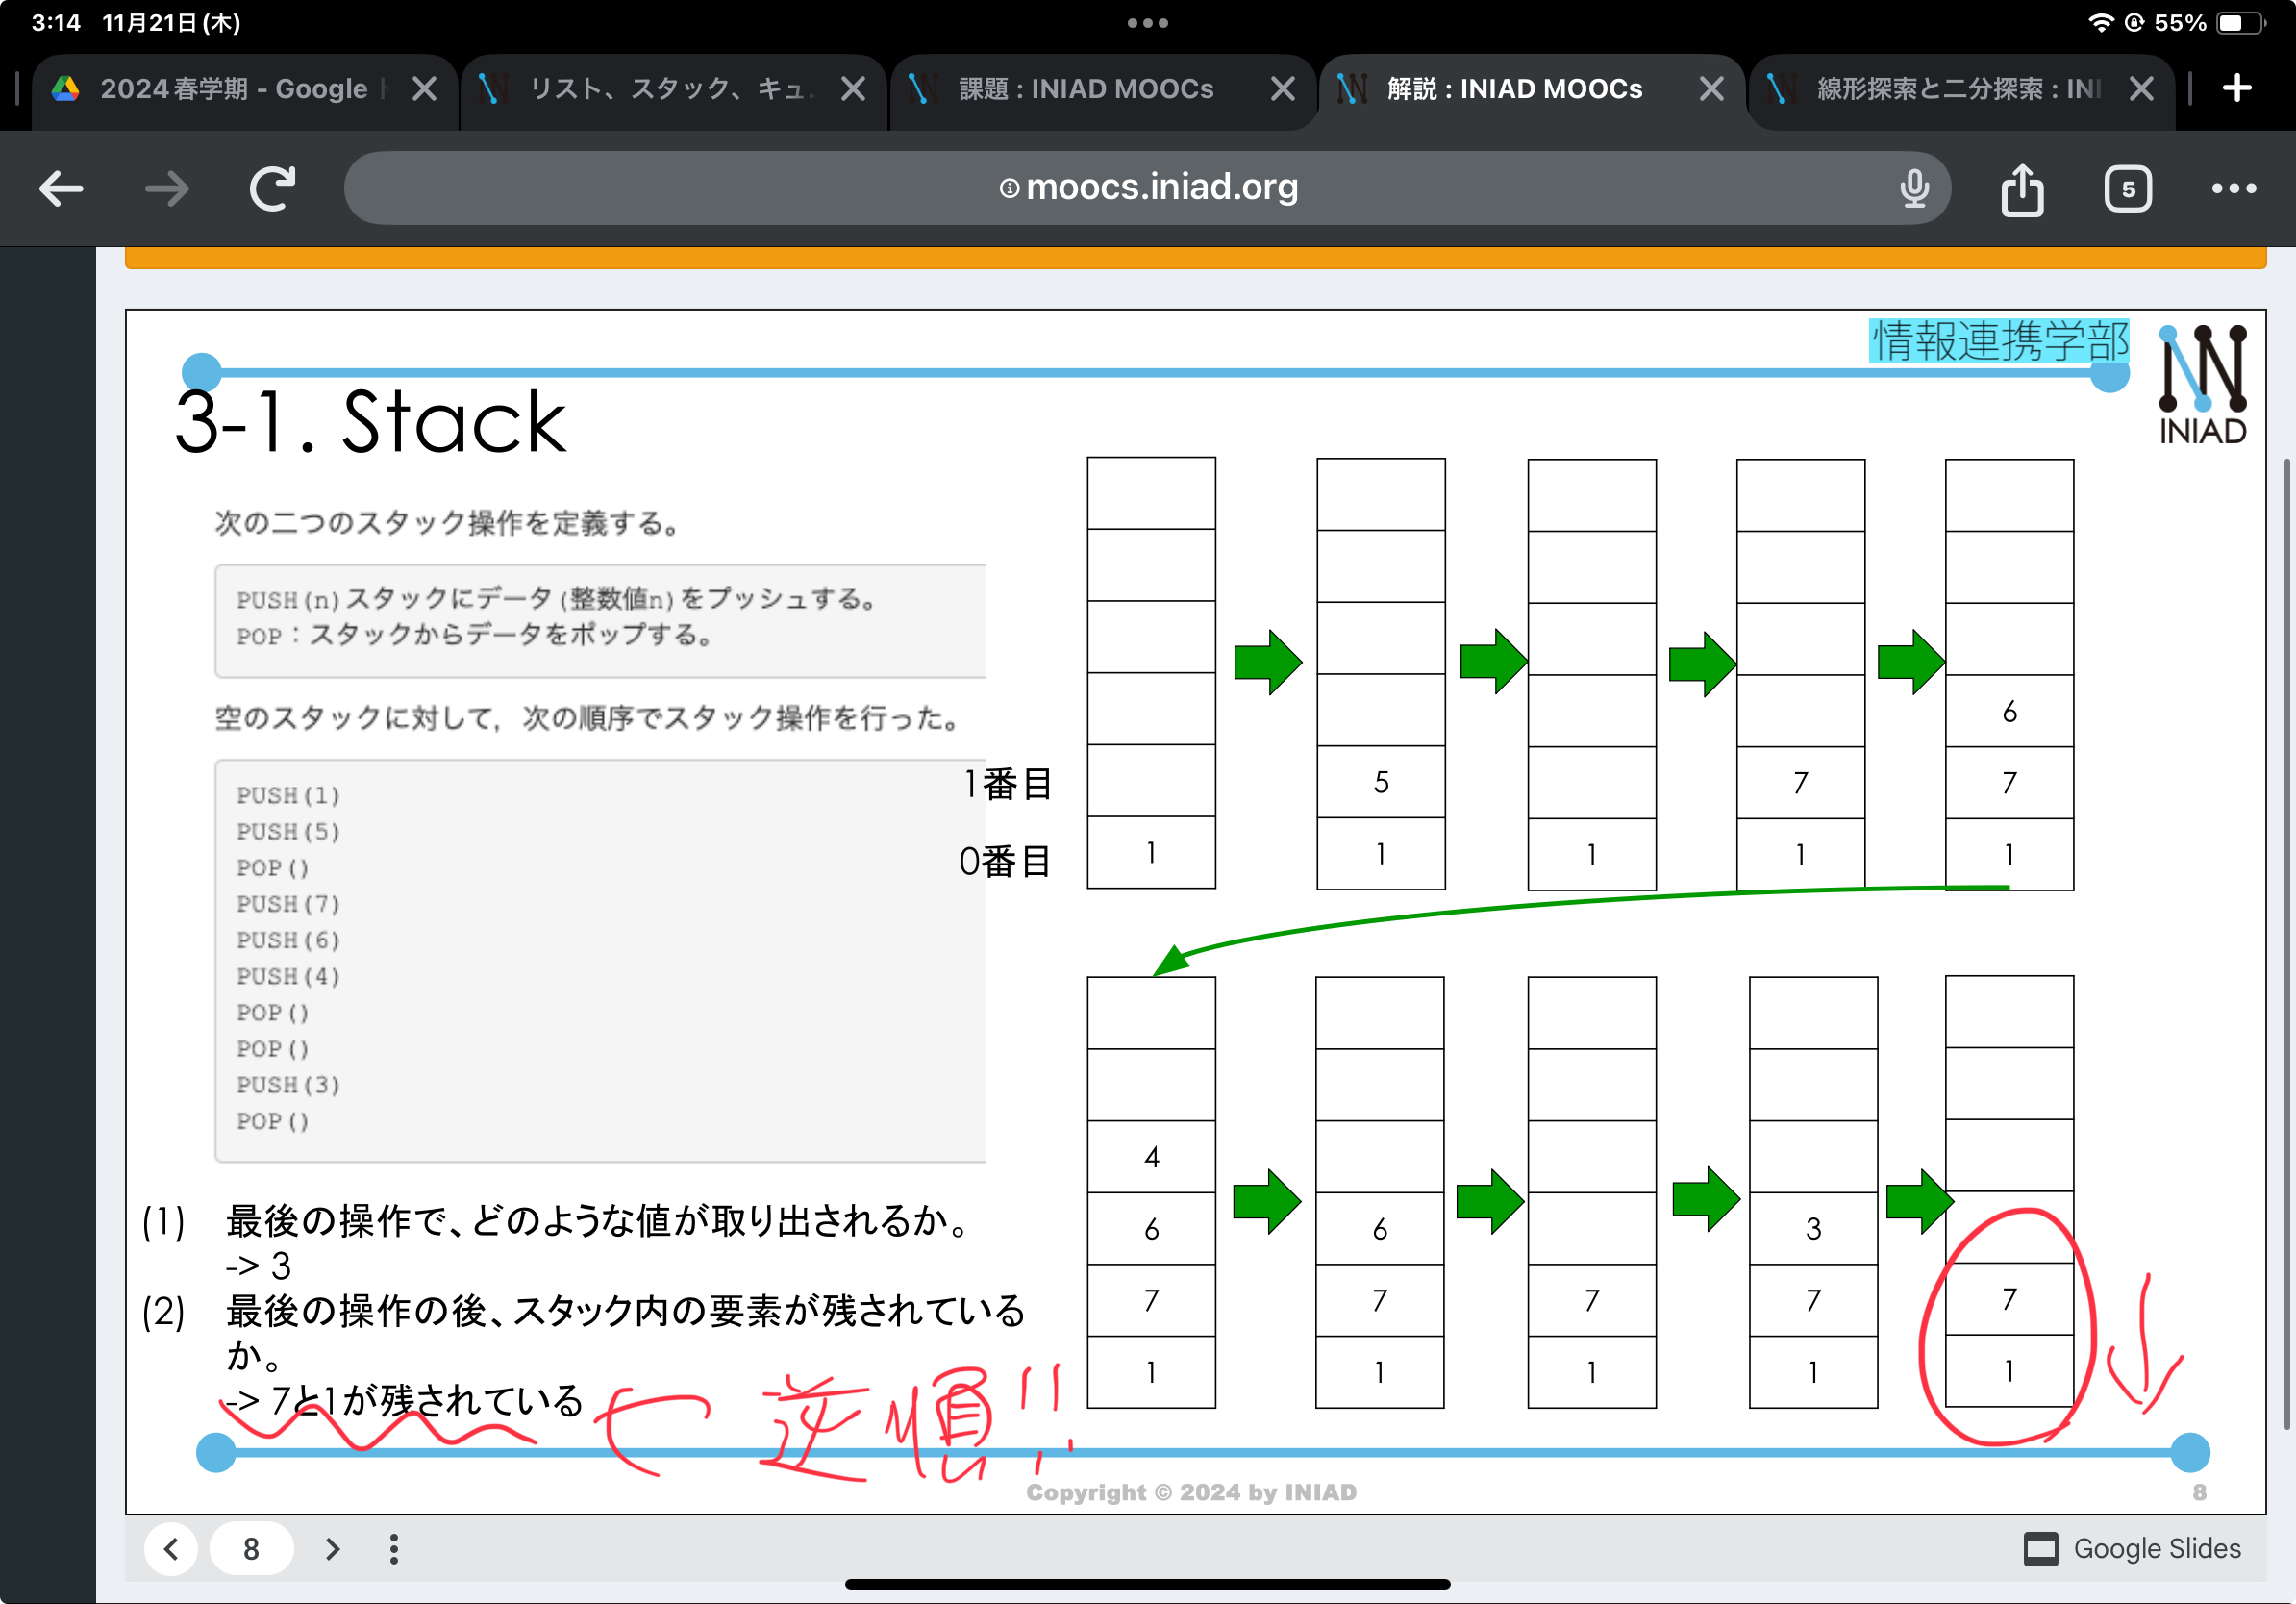 3:14 11月21日(木)
55%
2024春学期 - Google ト
リスト、スタック、キュ.
課題 : INIAD MOOCs
解説 : INIAD MOOCs
線形探索と二分探索 : INI
moocs.iniad.org
5
情報連携学部
INIAD
3-1. Stack
次の二つのスタック操作を定義する。
PUSH(n)スタックにデータ(整数値n)をプッシュする。
POP：スタックからデータをポップする。
空のスタックに対して，次の順序でスタック操作を行った。
PUSH(1)
PUSH(5)
POP()
PUSH(7)
PUSH(6)
PUSH(4)
POP()
POP()
PUSH(3)
POP()
6
1番目 5 7 7
0番目 1 1 1 1 1
4
6 6 3
7 7 7 7 7
1 1 1 1 1
(1) 最後の操作で、どのような値が取り出されるか。
-> 3
(2) 最後の操作の後、スタック内の要素が残されている
か。
-> 7と1が残されている
逆順!!
Copyright © 2024 by INIAD
8
8
Google Slides